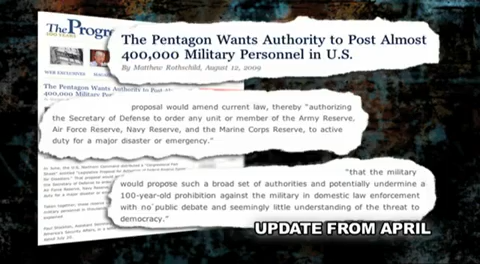 The Progre
100 YEARS
WEB EXCLUSIVES
The Pentagon Wants Authority to Post Almost
400,000 Military Personnel in U.S.
By Matthew Rothschild, August 12, 2009
The Pentagon Wants Authority to
400,000 Military Per
proposal would amend current law, thereby "authorizing
the Secretary of Defense to order any unit or member of the Army Reserve,
Air Force Reserve, Navy Reserve, and the Marine Corps Reserve, to active
duty for a major disaster or emergency."
"that the military
would propose such a broad set of authorities and potentially undermine a
100-year-old prohibition against the military in domestic law enforcement
with no public debate and seemingly little understanding of the threat to
democracy."
UPDATE FROM APRIL